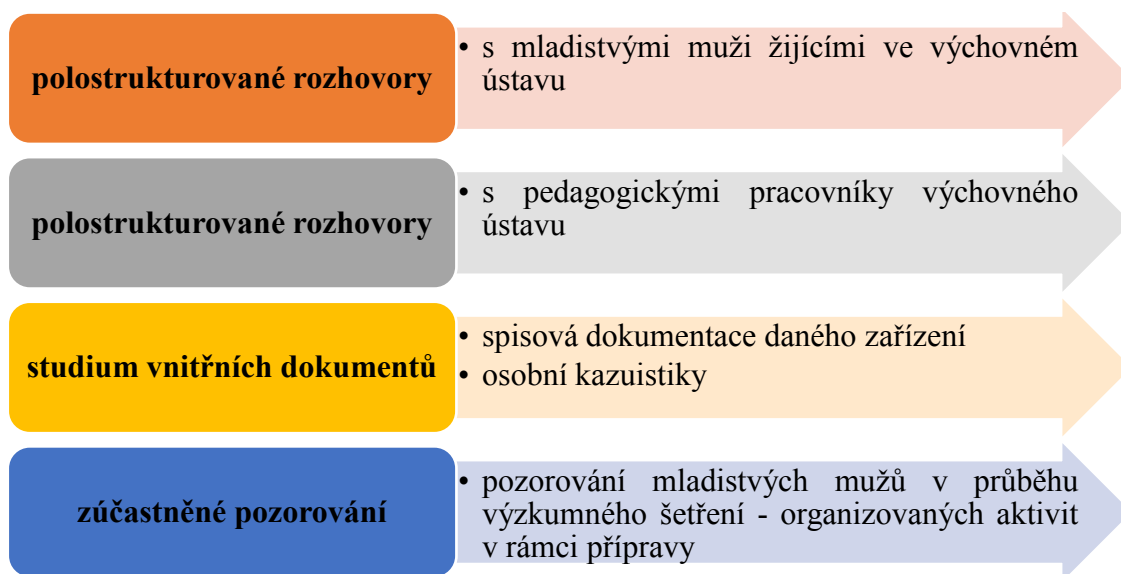 polostrukturované rozhovory
• s mladistvými muži žijícími ve výchovném
ústavu
polostrukturované rozhovory
• s pedagogickými pracovníky výchovného
ústavu
studium vnitřních dokumentů
• spisová dokumentace daného zařízení
• osobní kazuistiky
zúčastněné pozorování
• pozorování mladistvých mužů v průběhu
výzkumného šetření - organizovaných aktivit
v rámci přípravy